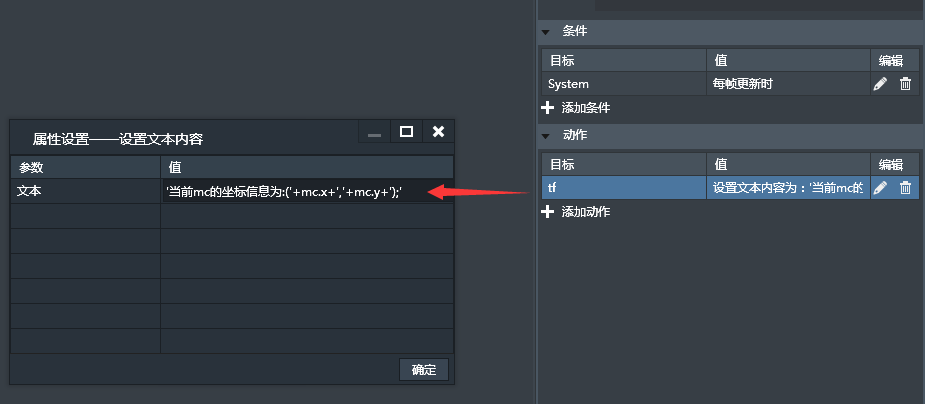 条件
目标 值 编辑
System 每帧更新时
添加条件
动作
目标 值 编辑
tf 设置文本内容为：'当前mc的
添加动作
属性设置——设置文本内容
参数 值
文本 '当前mc的坐标信息为:('+mc.x+','+mc.y+');'
确定